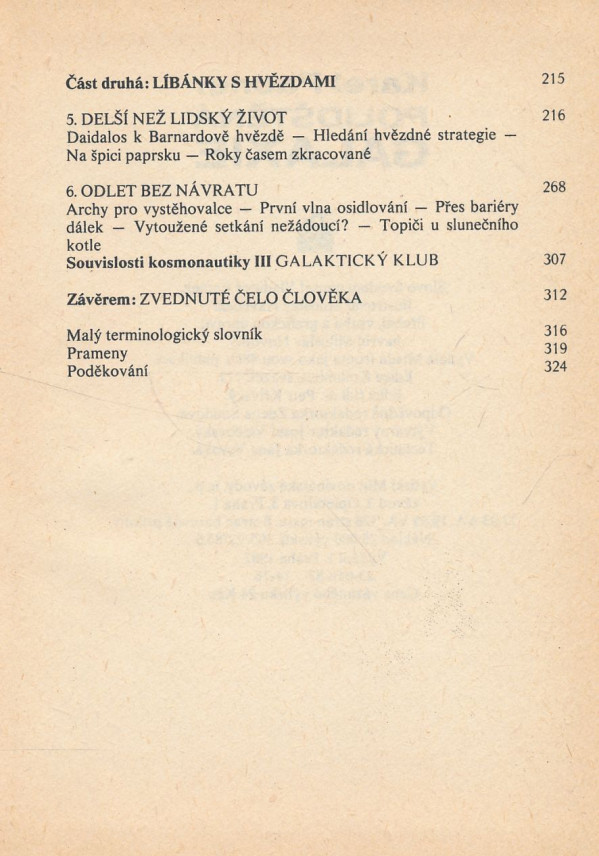 Část druhá: LÍBÁNKY S HVĚZDAMI 215
5. DELŠÍ NEŽ LIDSKÝ ŽIVOT 216
Daidalos k Barnardově hvězdě — Hledání hvězdné strategie —
Na špici paprsku — Roky časem zkracované
6. ODLET BEZ NÁVRATU 268
Archy pro vystěhovalce — První vlna osidlování — Přes bariéry
dálek — Vytoužené setkání nežádoucí? — Topiči u slunečního
kotle
Souvislosti kosmonautiky III GALAKTICKÝ KLUB 307
Závěrem: ZVEDNUTÉ ČELO ČLOVĚKA 312
Malý terminologický slovník 316
Prameny 319
Poděkování 324